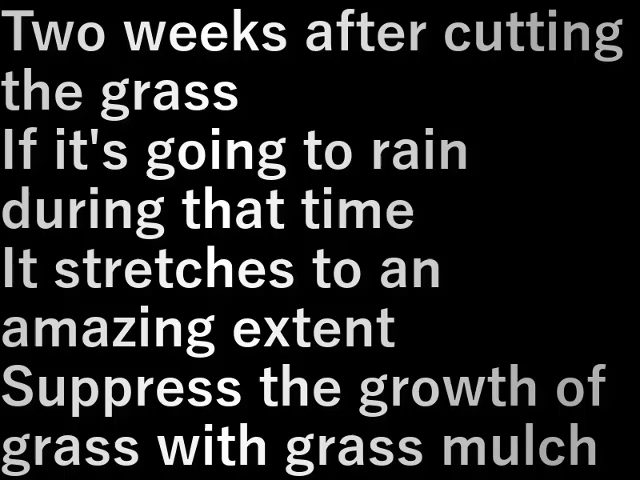 Two weeks after cutting
the grass
If it's going to rain
during that time
It stretches to an
amazing extent
Suppress the growth of
grass with grass mulch